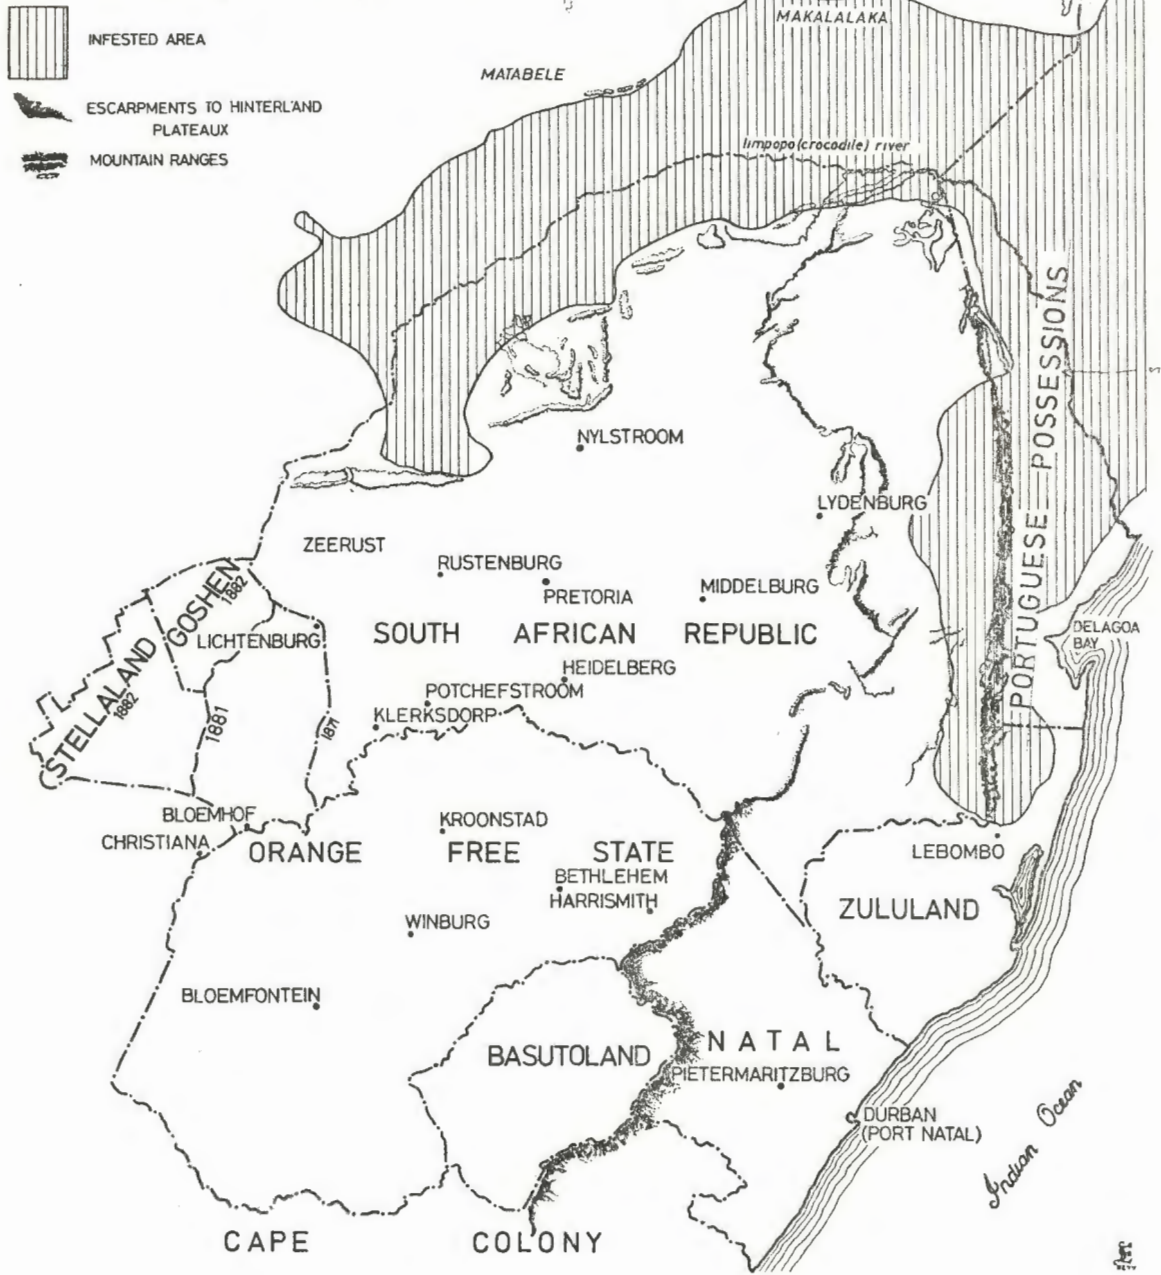 INFESTED AREA
ESCARPMENTS TO HINTERLAND
PLATEAUX
MOUNTAIN RANGES
MAKALALAKA
MATABELE
limpopo (crocodile) river
PORTUGUESE POSSESSIONS
NYLSTROOM
LYDENBURG
ZEERUST
RUSTENBURG
PRETORIA
MIDDELBURG
GOSHEN
1882
STELLALAND
1882
LICHTENBURG
SOUTH AFRICAN REPUBLIC
DELAGOA
BAY
HEIDELBERG
POTCHEFSTROOM
KLERKSDORP
1881
1871
BLOEMHOF
CHRISTIANA
KROONSTAD
ORANGE FREE STATE
LEBOMBO
BETHLEHEM
HARRISMITH
ZULULAND
WINBURG
BLOEMFONTEIN
NATAL
BASUTOLAND
PIETERMARITZBURG
DURBAN
(PORT NATAL)
Indian Ocean
CAPE COLONY